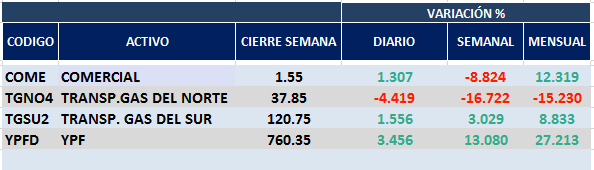 VARIACIÓN %
CODIGO ACTIVO CIERRE SEMANA DIARIO SEMANAL MENSUAL
COME COMERCIAL 1.55 1.307 -8.824 12.319
TGNO4 TRANSP.GAS DEL NORTE 37.85 -4.419 -16.722 -15.230
TGSU2 TRANSP. GAS DEL SUR 120.75 1.556 3.029 8.833
YPFD YPF 760.35 3.456 13.080 27.213